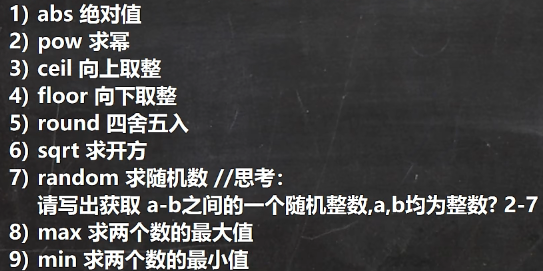 1) abs 绝对值
2) pow 求幂
3) ceil 向上取整
4) floor 向下取整
5) round 四舍五入
6) sqrt 求开方
7) random 求随机数 //思考：
请写出获取 a-b之间的一个随机整数,a,b均为整数? 2-7
8) max 求两个数的最大值
9) min 求两个数的最小值